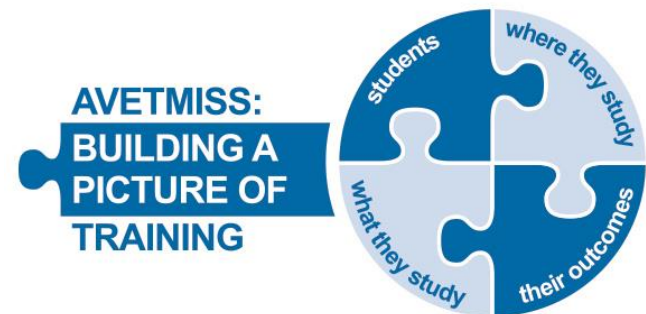 AVETMISS:
BUILDING A
PICTURE OF
TRAINING
students
where they study
what they study
their outcomes